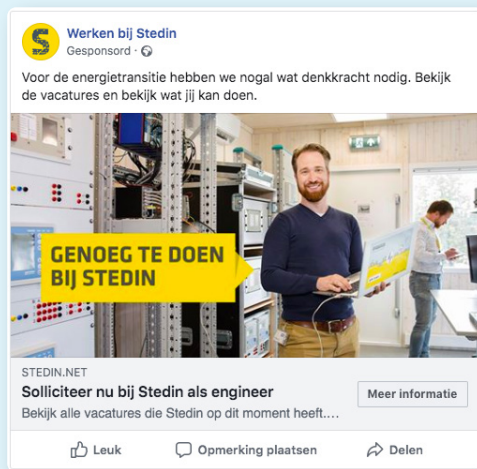 Werken bij Stedin
Gesponsord ·
Voor de energietransitie hebben we nogal wat denkkracht nodig. Bekijk
de vacatures en bekijk wat jij kan doen.
GENOEG TE DOEN
BIJ STEDIN
STEDIN.NET
Solliciteer nu bij Stedin als engineer
Meer informatie
Bekijk alle vacatures die Stedin op dit moment heeft....
Leuk
Opmerking plaatsen
Delen